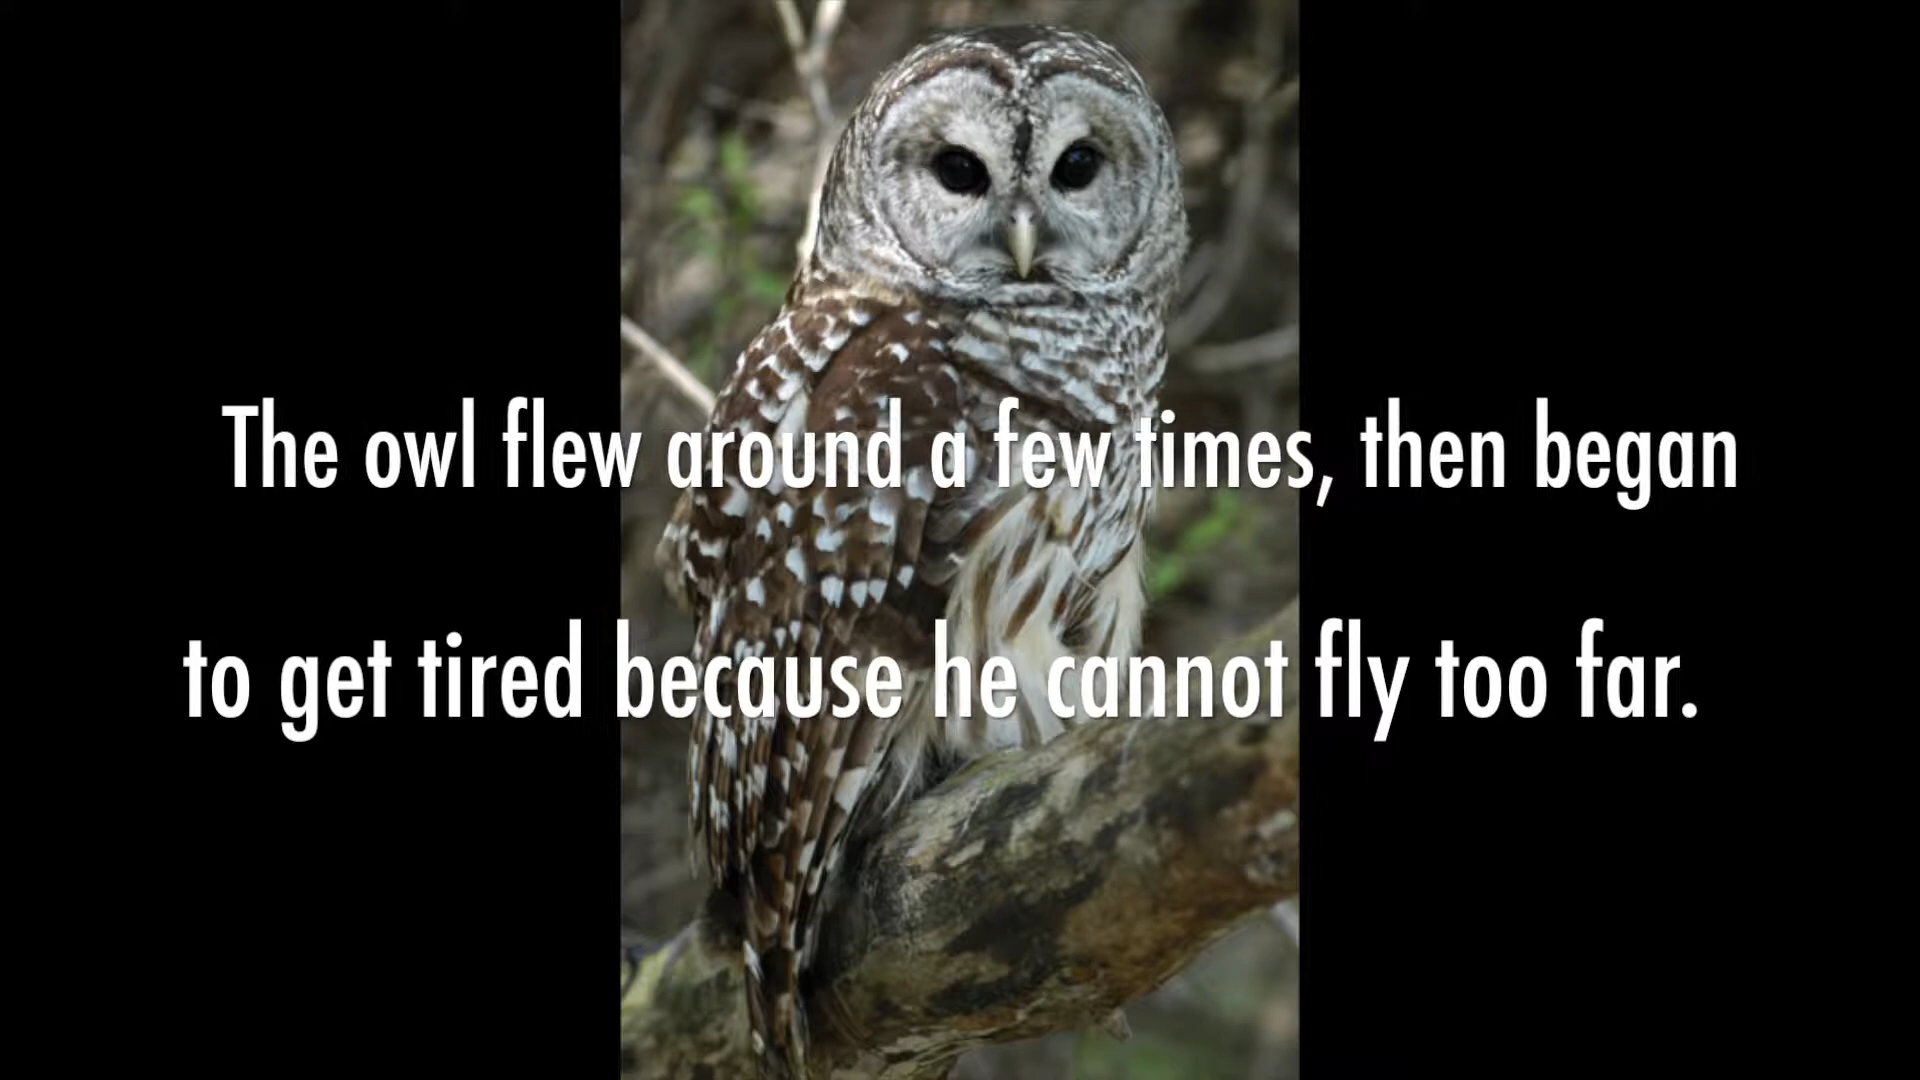 The owl flew around a few times, then began
to get tired because he cannot fly too far.